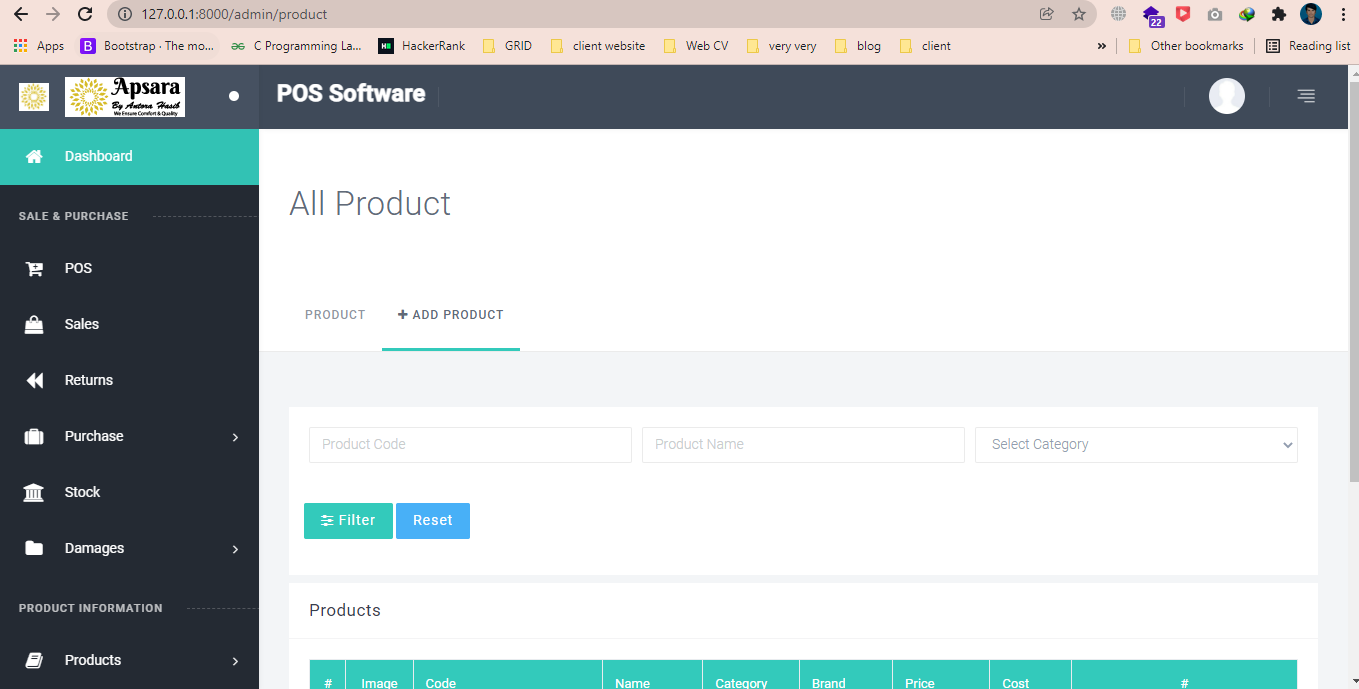 127.0.0.1:8000/admin/product
22
Apps
B Bootstrap · The mo...
C Programming La...
HackerRank
GRID
client website
Web CV
very very
blog
client
»
Other bookmarks
Reading list
Apsara
By Antora Hasib
We Ensure Comfort & Quality
POS Software
Dashboard
SALE & PURCHASE
POS
Sales
Returns
Purchase
Stock
Damages
PRODUCT INFORMATION
Products
All Product
PRODUCT
+ ADD PRODUCT
Product Code
Product Name
Select Category
Filter
Reset
Products
# Image Code Name Category Brand Price Cost #